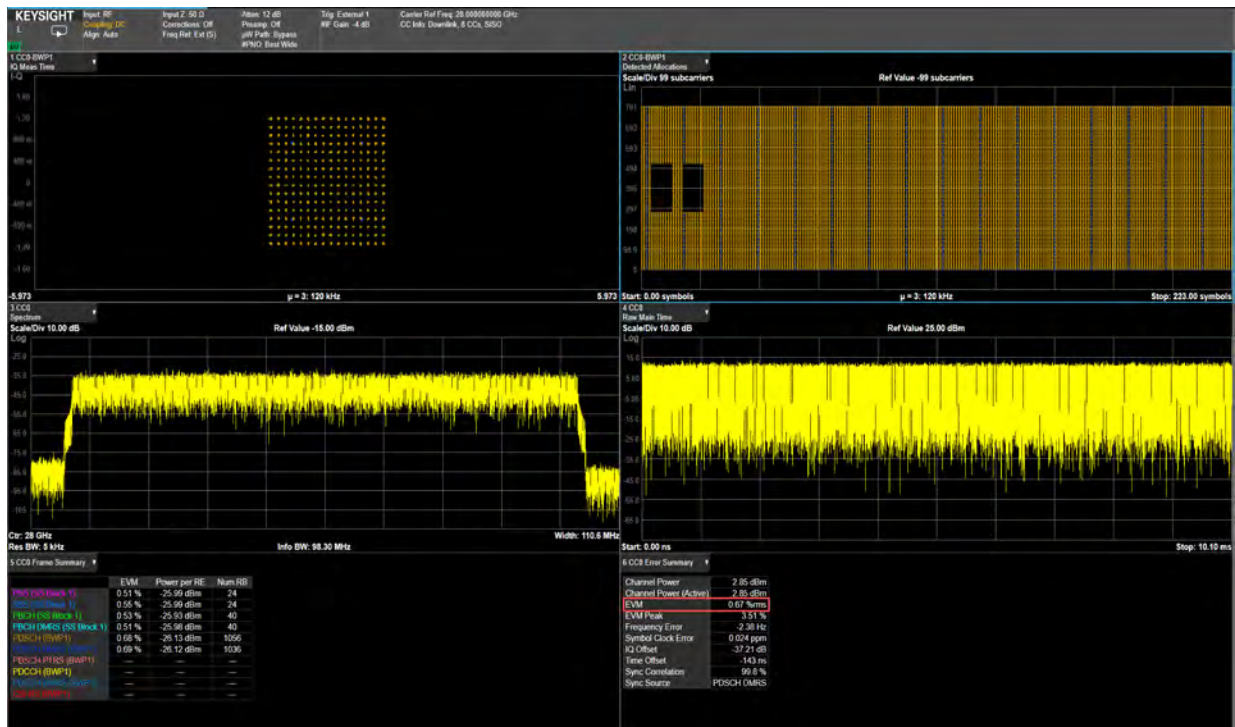 KEYSIGHT
L
Input: RF
Coupling: DC
Align: Auto
Input Z: 50 Ω
Corrections: Off
Freq Ref: Ext (S)
Atten: 12 dB
Preamp: Off
µW Path: Bypass
#PNO: Best Wide
Trig: External 1
#IF Gain: -4 dB
Carrier Ref Freq: 28.000000000 GHz
CC Info: Downlink, 8 CCs, SISO
1 CC0-BWP1
IQ Meas Time
I-Q
-5.973
µ = 3: 120 kHz
5.973
2 CC0-BWP1
Detected Allocations
Scale/Div 99 subcarriers
Ref Value -99 subcarriers
Lin
Start: 0.00 symbols
µ = 3: 120 kHz
Stop: 223.00 symbols
3 CC0
Spectrum
Scale/Div 10.00 dB
Ref Value -15.00 dBm
Log
Ctr: 28 GHz
Width: 110.6 MHz
Res BW: 5 kHz
Info BW: 98.30 MHz
4 CC0
Raw Main Time
Scale/Div 10.00 dB
Ref Value 25.00 dBm
Log
Start: 0.00 ns
Stop: 10.10 ms
5 CC0 Frame Summary
EVM Power per RE Num RB
0.51 % -25.99 dBm 24
0.55 % -25.99 dBm 24
PBCH (SS Block 1) 0.53 % -25.93 dBm 40
PBCH DMRS (SS Block 1) 0.51 % -25.98 dBm 40
PDSCH (BWP1) 0.68 % -26.13 dBm 1056
0.69 % -26.12 dBm 1036
PDSCH PTRS (BWP1) --- --- ---
PDCCH (BWP1) --- --- ---
6 CC0 Error Summary
Channel Power 2.85 dBm
Channel Power (Active) 2.85 dBm
EVM 0.67 %rms
EVM Peak 3.51 %
Frequency Error -2.38 Hz
Symbol Clock Error 0.024 ppm
IQ Offset -37.21 dB
Time Offset -143 ns
Sync Correlation 99.8 %
Sync Source PDSCH DMRS